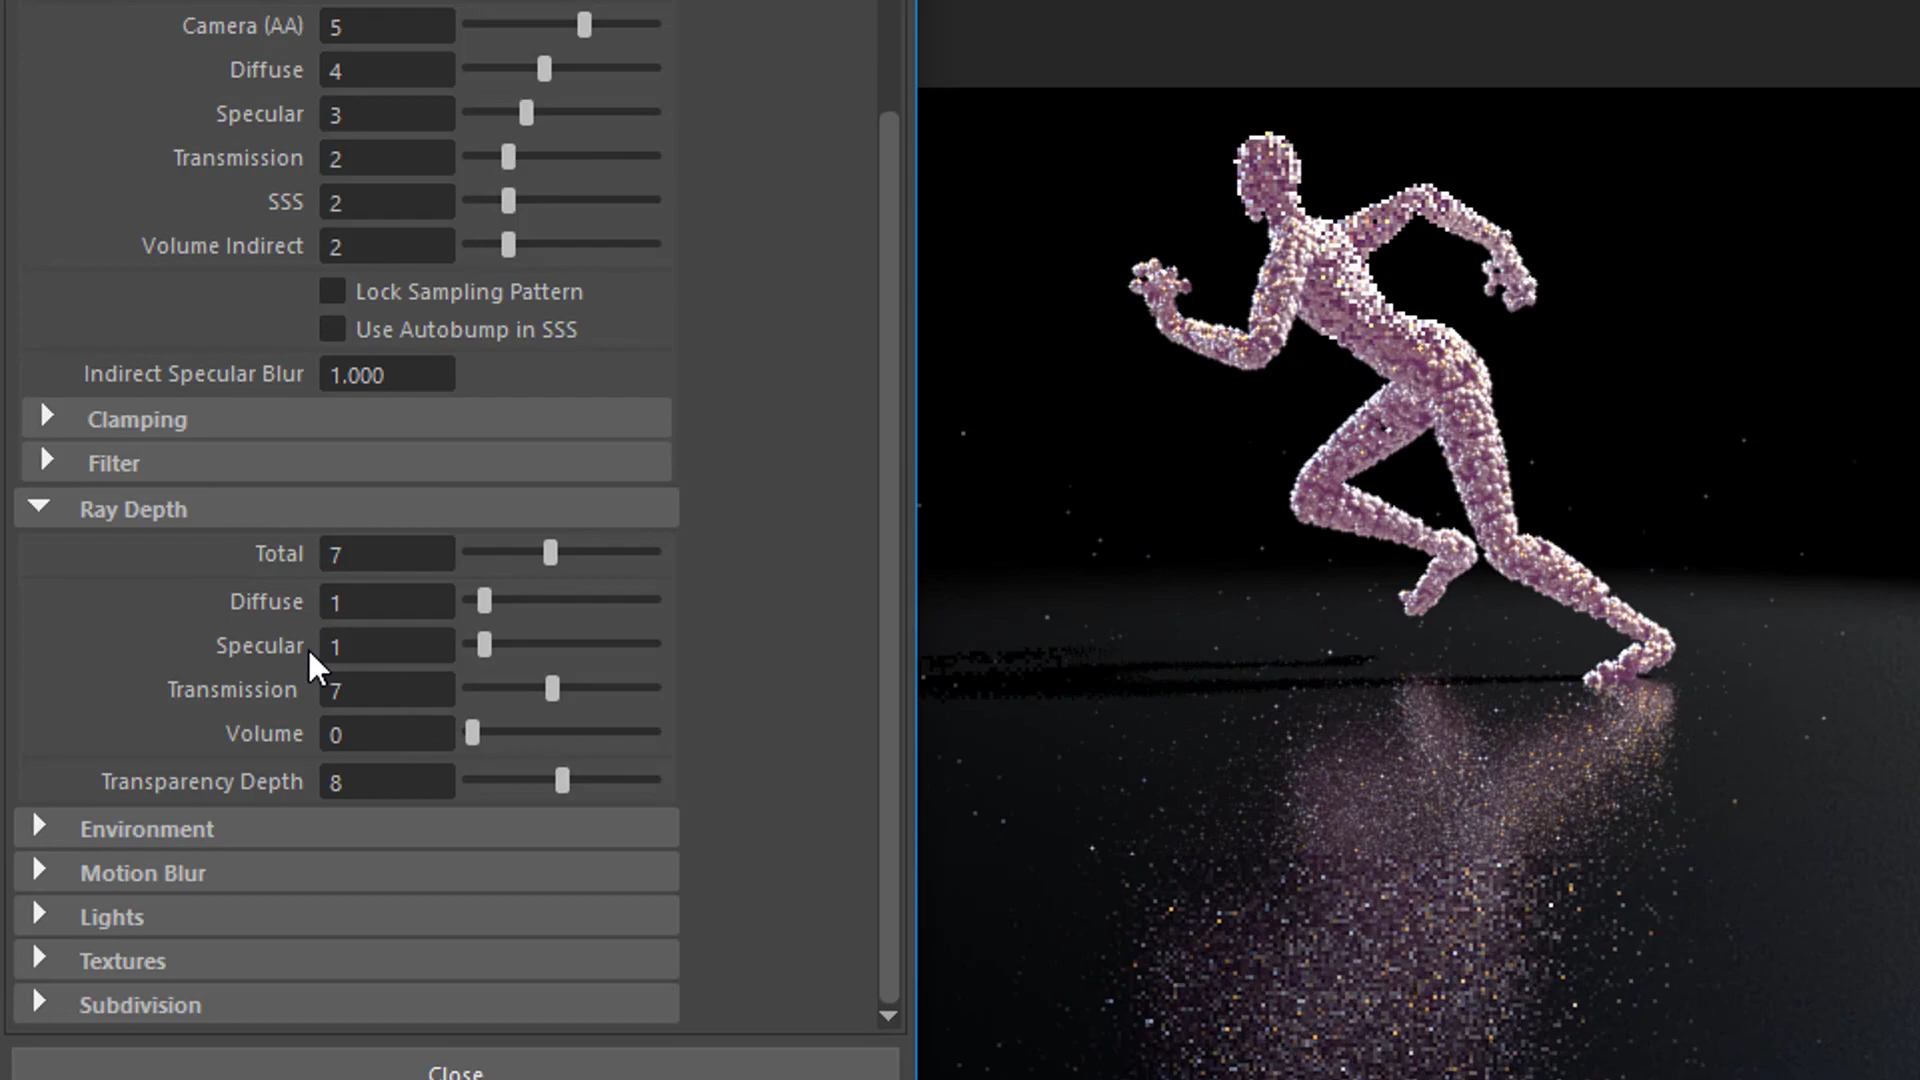 Camera (AA) 5
Diffuse 4
Specular 3
Transmission 2
SSS 2
Volume Indirect 2
Lock Sampling Pattern
Use Autobump in SSS
Indirect Specular Blur 1.000
Clamping
Filter
Ray Depth
Total 7
Diffuse 1
Specular 1
Transmission 7
Volume 0
Transparency Depth 8
Environment
Motion Blur
Lights
Textures
Subdivision
Close